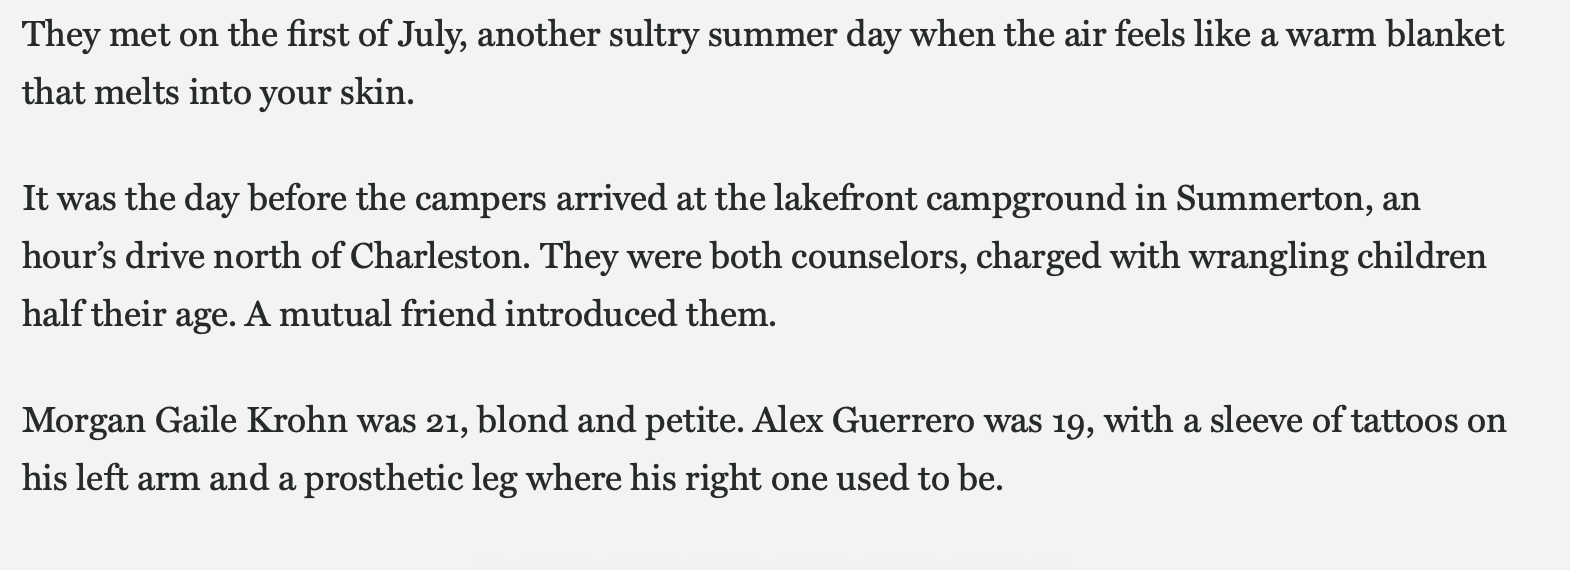 They met on the first of July, another sultry summer day when the air feels like a warm blanket
that melts into your skin.
It was the day before the campers arrived at the lakefront campground in Summerton, an
hour’s drive north of Charleston. They were both counselors, charged with wrangling children
half their age. A mutual friend introduced them.
Morgan Gaile Krohn was 21, blond and petite. Alex Guerrero was 19, with a sleeve of tattoos on
his left arm and a prosthetic leg where his right one used to be.